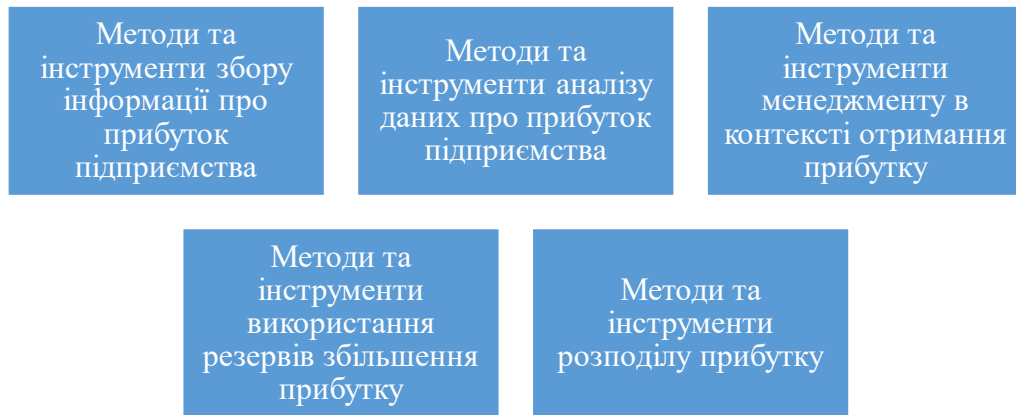 Методи та
інструменти збору
інформації про
прибуток
підприємства
Методи та
інструменти аналізу
даних про прибуток
підприємства
Методи та
інструменти
менеджменту в
контексті отримання
прибутку
Методи та
інструменти
використання
резервів збільшення
прибутку
Методи та
інструменти
розподілу прибутку